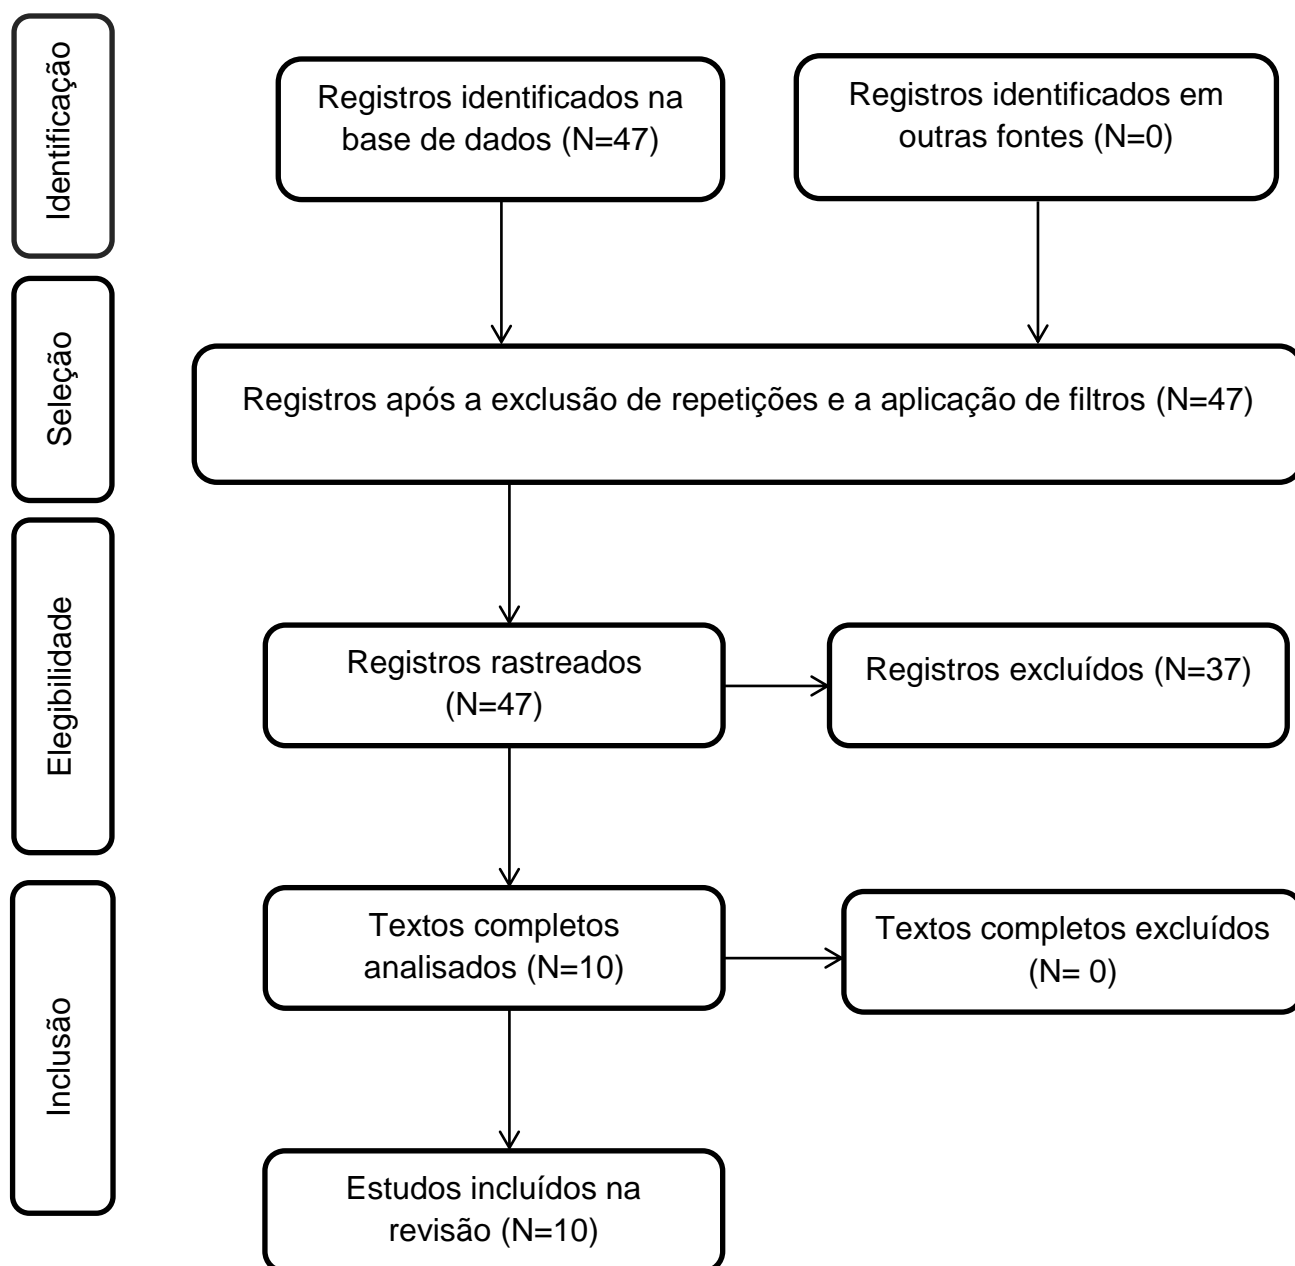 Identificação
Registros identificados na
base de dados (N=47)
Registros identificados em
outras fontes (N=0)
Seleção
Registros após a exclusão de repetições e a aplicação de filtros (N=47)
Elegibilidade
Registros rastreados
(N=47)
Registros excluídos (N=37)
Inclusão
Textos completos
analisados (N=10)
Textos completos excluídos
(N= 0)
Estudos incluídos na
revisão (N=10)